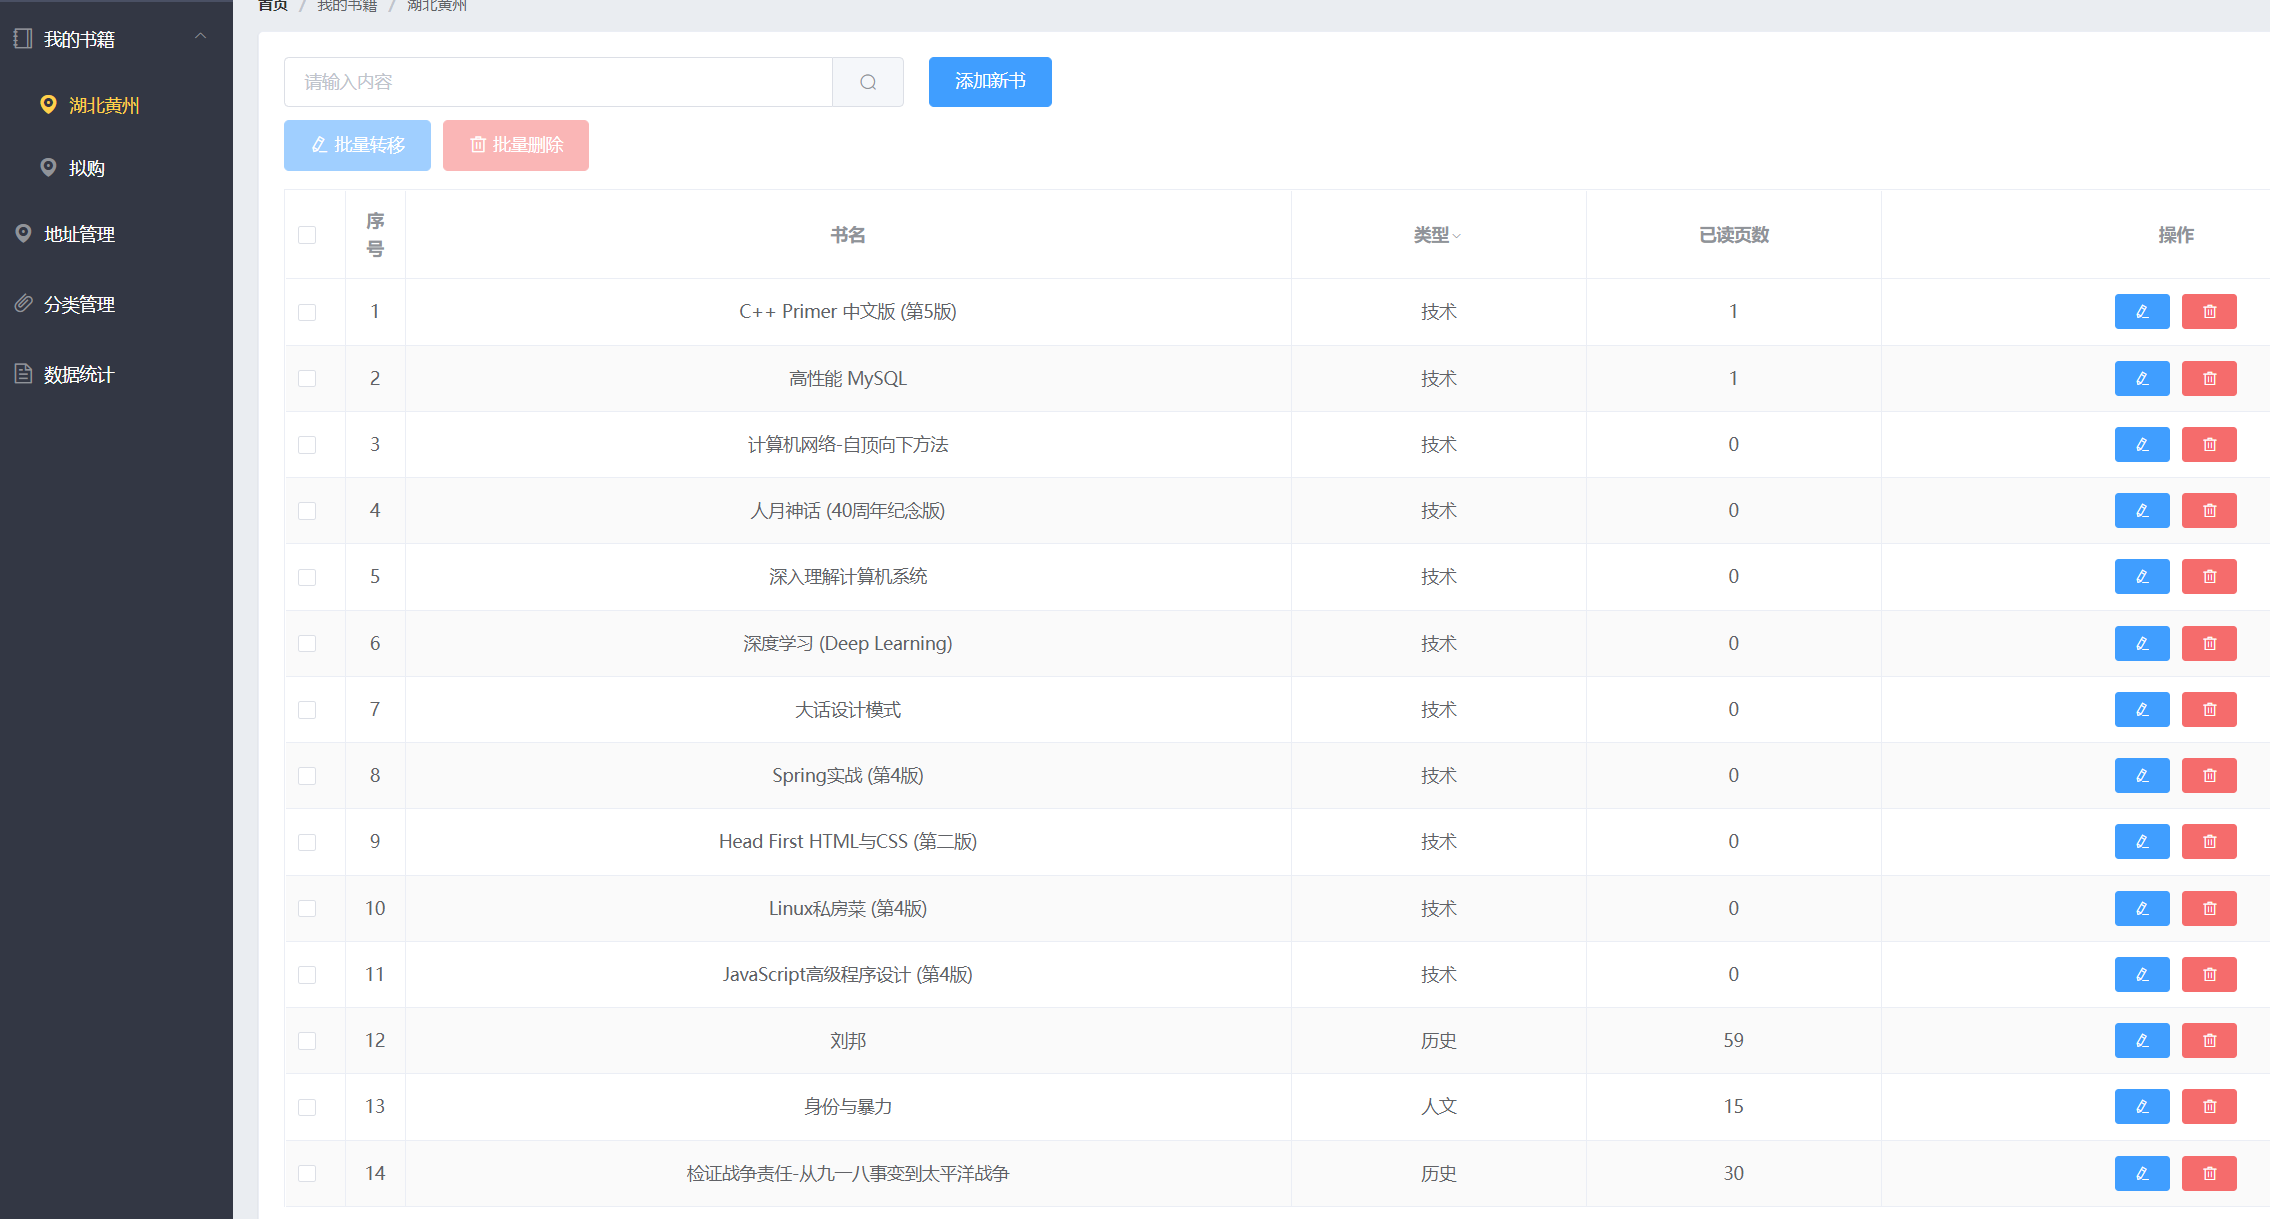 首页 / 我的书籍 / 湖北黄州
我的书籍
湖北黄州
拟购
地址管理
分类管理
数据统计
请输入内容
添加新书
批量转移 批量删除
序号 书名 类型 已读页数 操作
1 C++ Primer 中文版 (第5版) 技术 1
2 高性能 MySQL 技术 1
3 计算机网络-自顶向下方法 技术 0
4 人月神话 (40周年纪念版) 技术 0
5 深入理解计算机系统 技术 0
6 深度学习 (Deep Learning) 技术 0
7 大话设计模式 技术 0
8 Spring实战 (第4版) 技术 0
9 Head First HTML与CSS (第二版) 技术 0
10 Linux私房菜 (第4版) 技术 0
11 JavaScript高级程序设计 (第4版) 技术 0
12 刘邦 历史 59
13 身份与暴力 人文 15
14 检证战争责任-从九一八事变到太平洋战争 历史 30